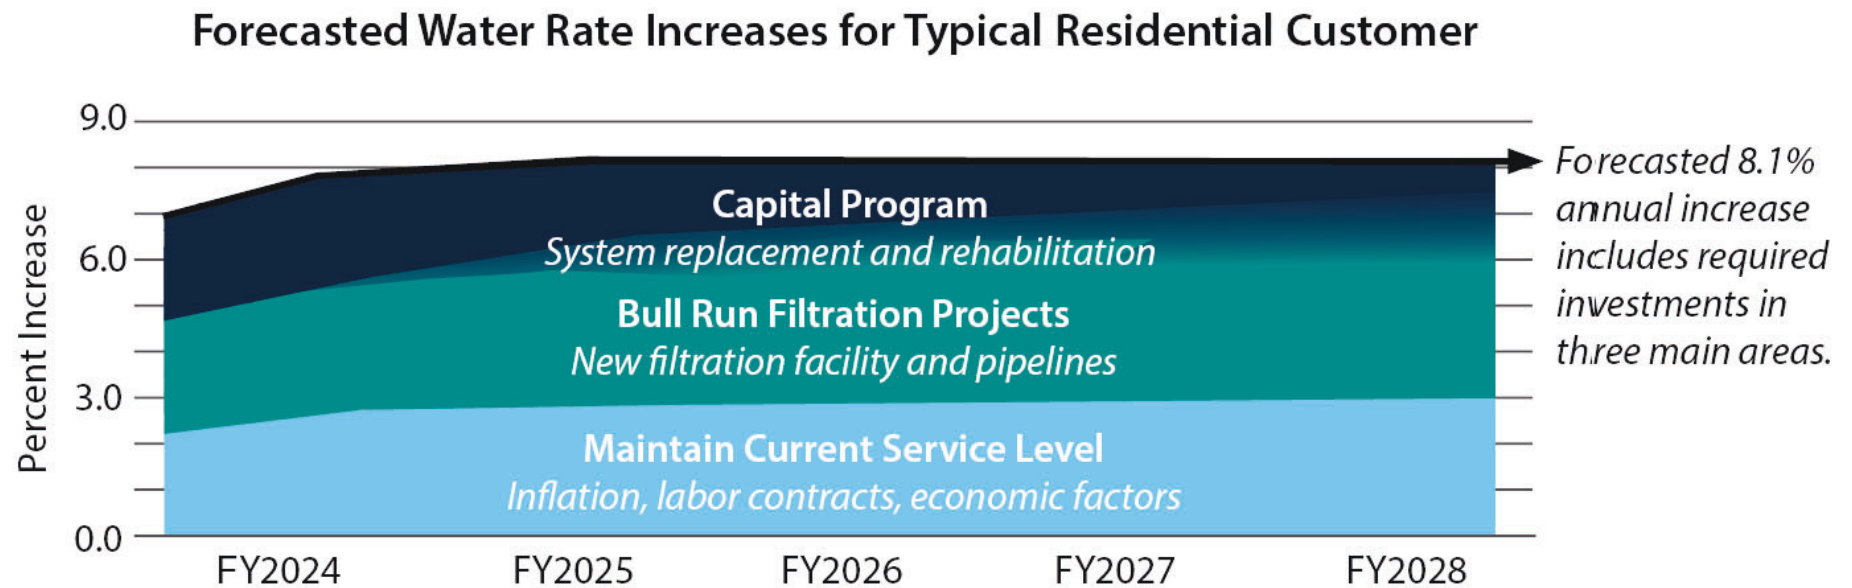 Forecasted Water Rate Increases for Typical Residential Customer
9.0
6.0
3.0
0.0
Percent Increase
Capital Program
System replacement and rehabilitation
Bull Run Filtration Projects
New filtration facility and pipelines
Maintain Current Service Level
Inflation, labor contracts, economic factors
Forecasted 8.1%
annual increase
includes required
investments in
three main areas.
FY2024 FY2025 FY2026 FY2027 FY2028